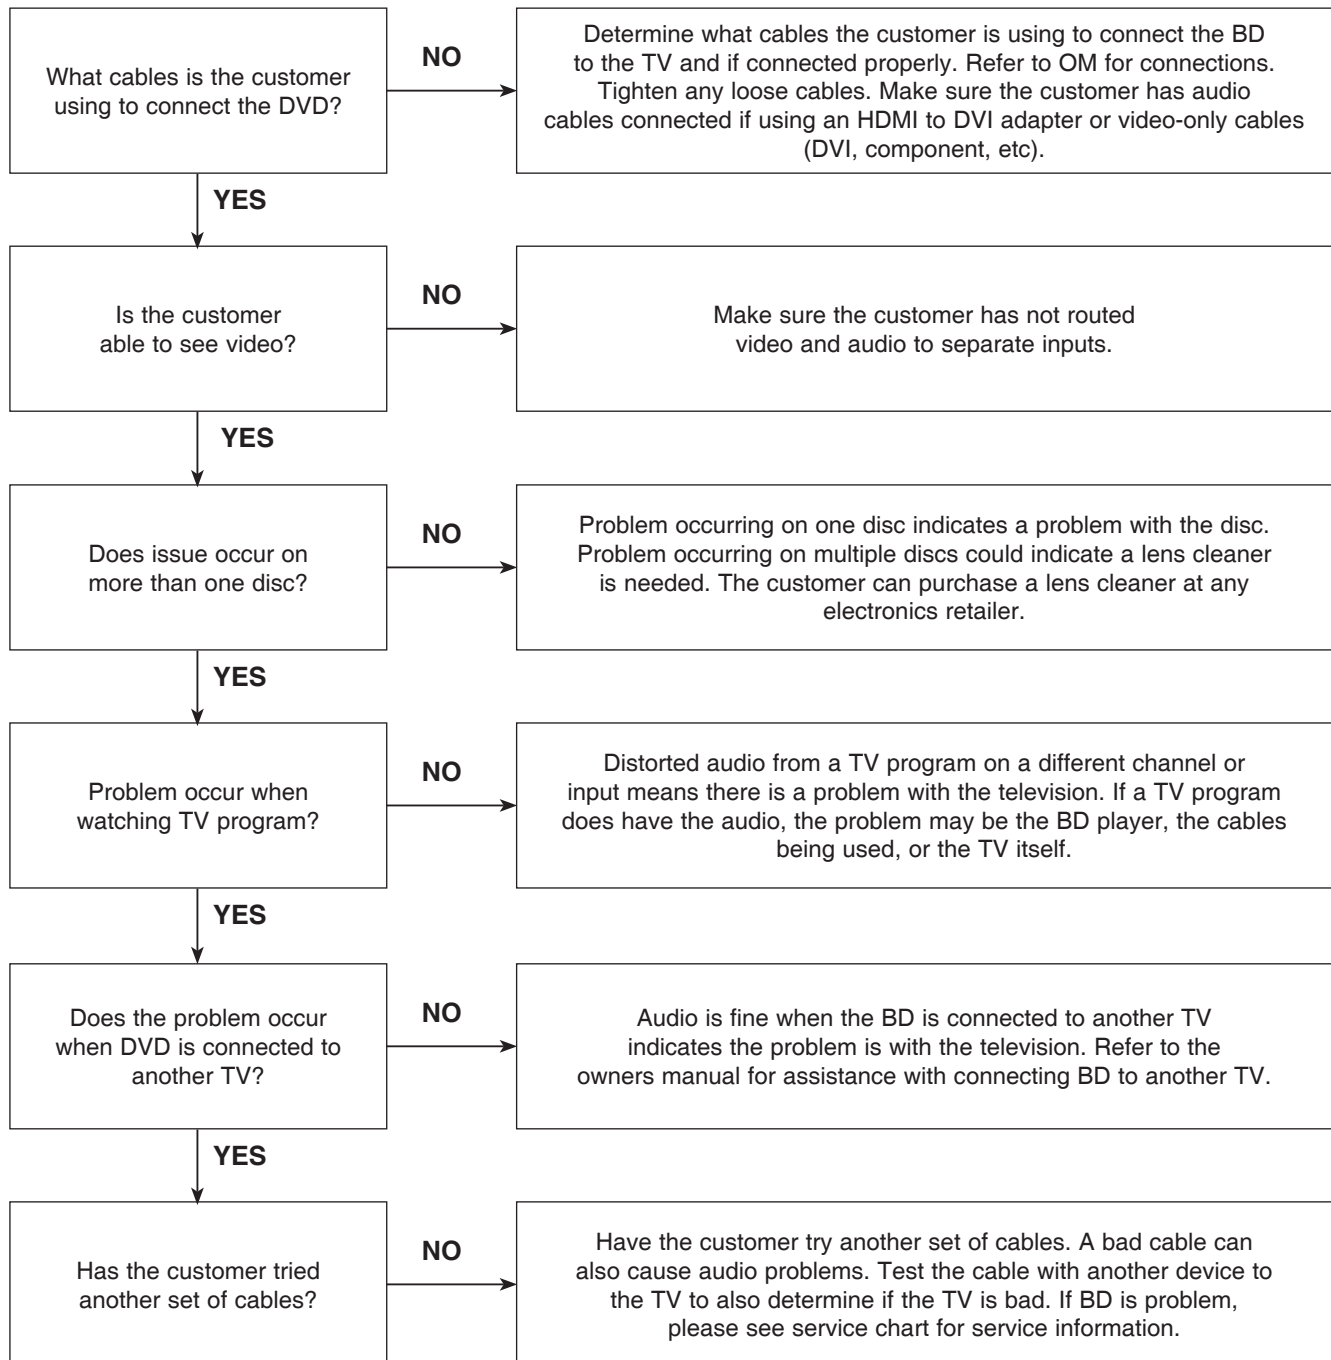 What cables is the customer
using to connect the DVD?
NO
Determine what cables the customer is using to connect the BD
to the TV and if connected properly. Refer to OM for connections.
Tighten any loose cables. Make sure the customer has audio
cables connected if using an HDMI to DVI adapter or video-only cables
(DVI, component, etc).
YES
Is the customer
able to see video?
NO
Make sure the customer has not routed
video and audio to separate inputs.
YES
Does issue occur on
more than one disc?
NO
Problem occurring on one disc indicates a problem with the disc.
Problem occurring on multiple discs could indicate a lens cleaner
is needed. The customer can purchase a lens cleaner at any
electronics retailer.
YES
Problem occur when
watching TV program?
NO
Distorted audio from a TV program on a different channel or
input means there is a problem with the television. If a TV program
does have the audio, the problem may be the BD player, the cables
being used, or the TV itself.
YES
Does the problem occur
when DVD is connected to
another TV?
NO
Audio is fine when the BD is connected to another TV
indicates the problem is with the television. Refer to the
owners manual for assistance with connecting BD to another TV.
YES
Has the customer tried
another set of cables?
NO
Have the customer try another set of cables. A bad cable can
also cause audio problems. Test the cable with another device to
the TV to also determine if the TV is bad. If BD is problem,
please see service chart for service information.